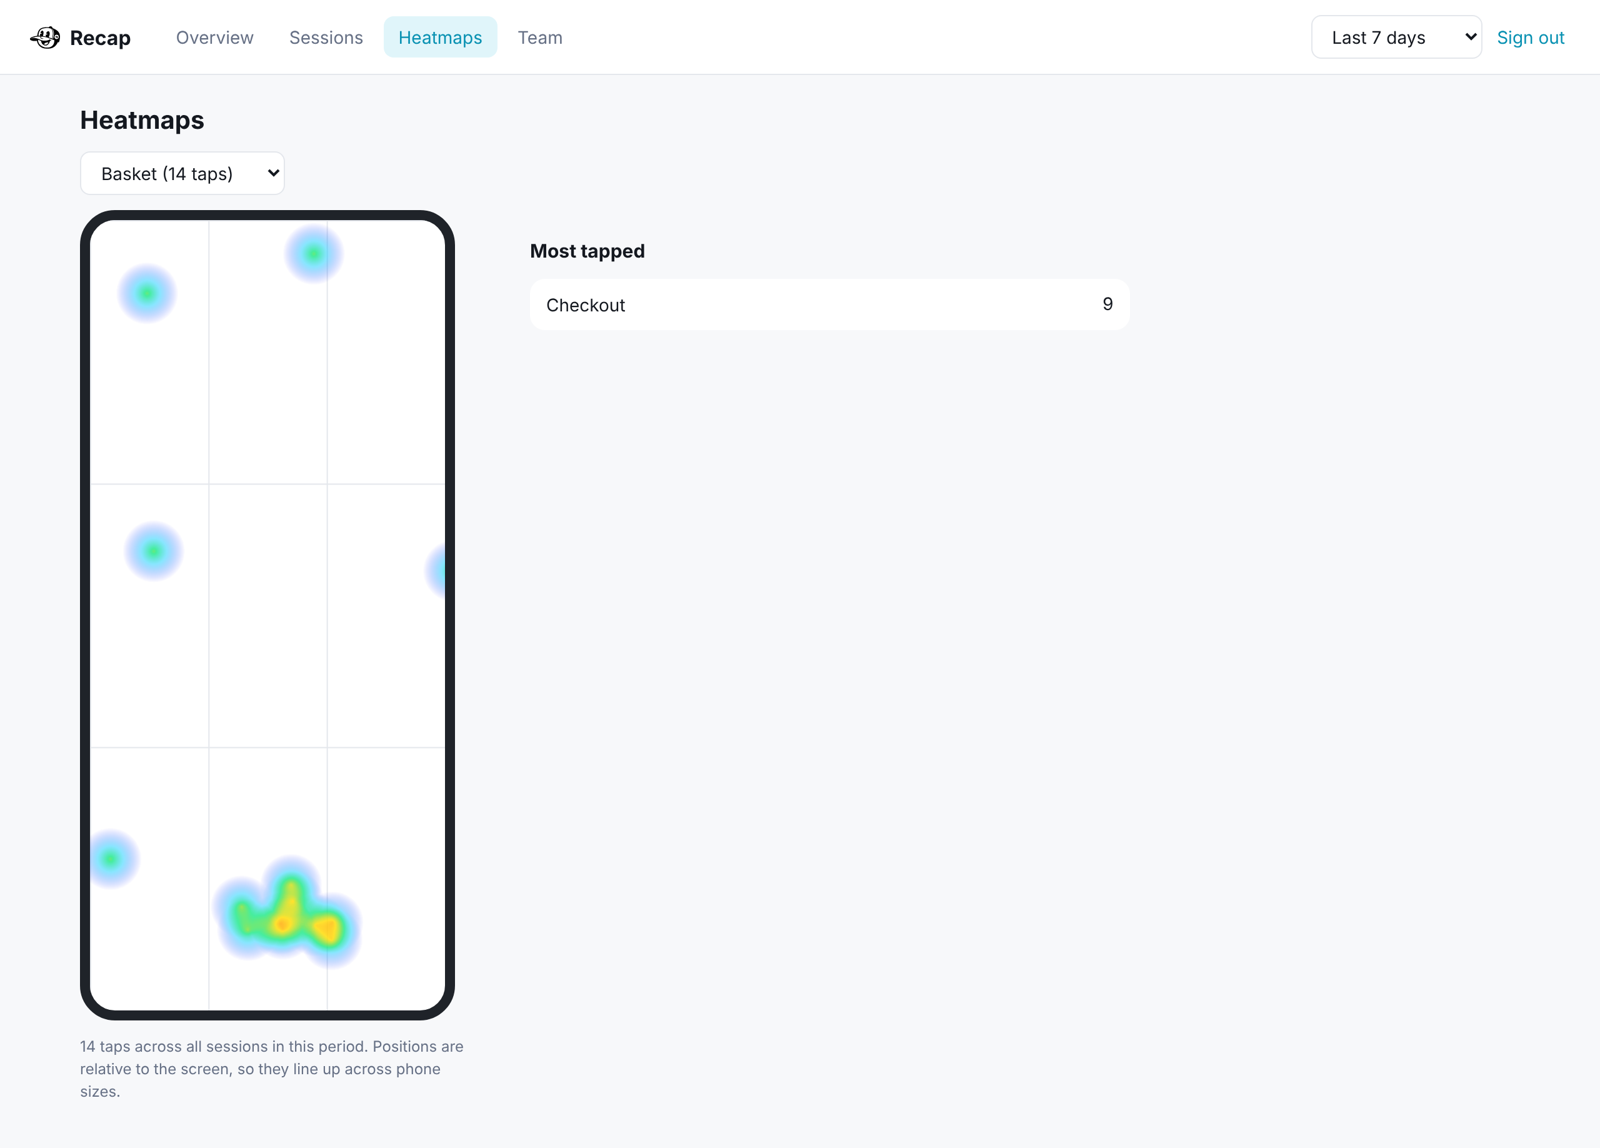 Recap
Overview
Sessions
Heatmaps
Team
Last 7 days
Sign out
Heatmaps
Basket (14 taps)
Most tapped
Checkout 9
14 taps across all sessions in this period. Positions are
relative to the screen, so they line up across phone
sizes.